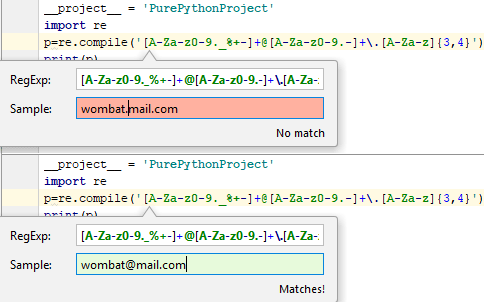 __project__ = 'PurePythonProject'
import re
p=re.compile('[A-Za-z0-9._%+-]+@[A-Za-z0-9.-]+\.[A-Za-z]{3,4}')
print(p)
RegExp: [A-Za-z0-9._%+-]+@[A-Za-z0-9.-]+\.[A-Za-z
Sample: wombat.mail.com
No match
__project__ = 'PurePythonProject'
import re
p=re.compile('[A-Za-z0-9._%+-]+@[A-Za-z0-9.-]+\.[A-Za-z]{3,4}')
print(p)
RegExp: [A-Za-z0-9._%+-]+@[A-Za-z0-9.-]+\.[A-Za-
Sample: wombat@mail.com
Matches!